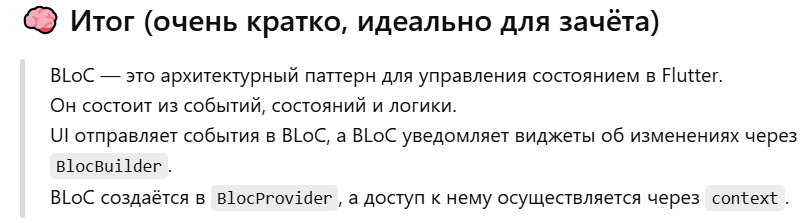 Итог (очень кратко, идеально для зачёта)
BLoC — это архитектурный паттерн для управления состоянием в Flutter.
Он состоит из событий, состояний и логики.
UI отправляет события в BLoC, а BLoC уведомляет виджеты об изменениях через
BlocBuilder.
BLoC создаётся в BlocProvider, а доступ к нему осуществляется через context.